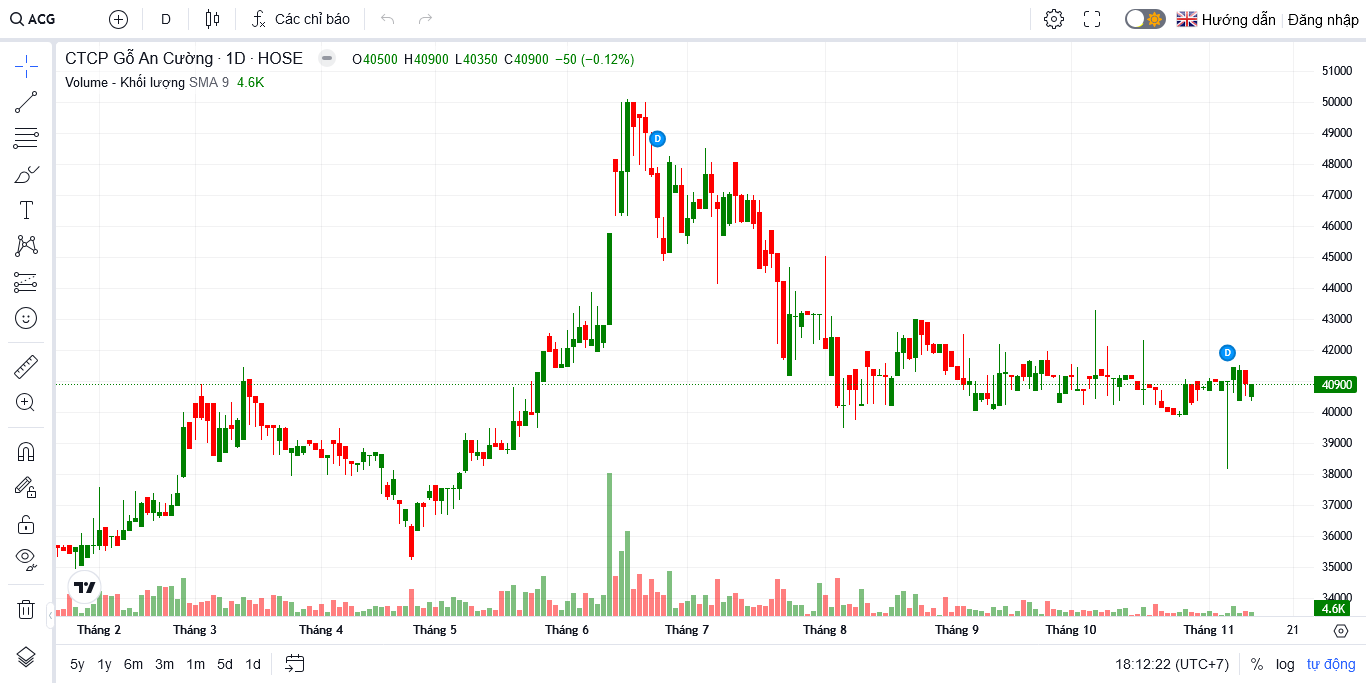 ACG D Các chỉ báo Hướng dẫn Đăng nhập
CTCP Gỗ An Cường · 1D · HOSE O40500 H40900 L40350 C40900 −50 (−0.12%)
Volume - Khối lượng SMA 9 4.6K
51000
50000
49000
D
48000
47000
46000
45000
44000
43000
42000
D
40900
40000
39000
38000
37000
36000
35000
34000
4.6K
Tháng 2 Tháng 3 Tháng 4 Tháng 5 Tháng 6 Tháng 7 Tháng 8 Tháng 9 Tháng 10 Tháng 11 21
5y 1y 6m 3m 1m 5d 1d 18:12:22 (UTC+7) % log tự động